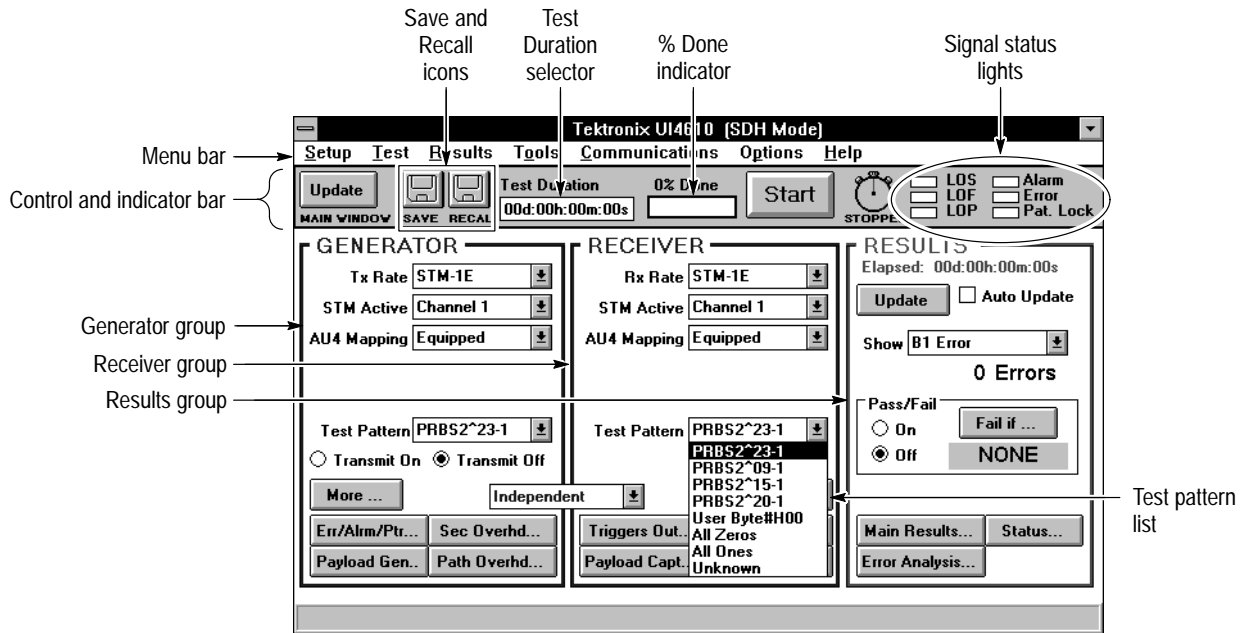 Save and Recall icons
Test Duration selector
% Done indicator
Signal status lights
Menu bar
Control and indicator bar
Generator group
Receiver group
Results group
Test pattern list
Tektronix UI4610 (SDH Mode)
Setup Test Results Tools Communications Options Help
Update
MAIN WINDOW
SAVE RECAL
Test Duration
00d:00h:00m:00s
0% Done
Start
STOPPE
LOS Alarm
LOF Error
LOP Pat. Lock
GENERATOR
Tx Rate STM-1E
STM Active Channel 1
AU4 Mapping Equipped
Test Pattern PRBS2^23-1
Transmit On Transmit Off
More ...
Independent
Err/Alrm/Ptr... Sec Overhd...
Payload Gen.. Path Overhd...
RECEIVER
Rx Rate STM-1E
STM Active Channel 1
AU4 Mapping Equipped
Test Pattern PRBS2^23-1
PRBS2^23-1
PRBS2^09-1
PRBS2^15-1
PRBS2^20-1
User Byte#H00
All Zeros
All Ones
Unknown
Triggers Out..
Payload Capt..
RESULTS
Elapsed: 00d:00h:00m:00s
Update Auto Update
Show B1 Error
0 Errors
Pass/Fail
On
Off
Fail if ...
NONE
Main Results... Status...
Error Analysis...